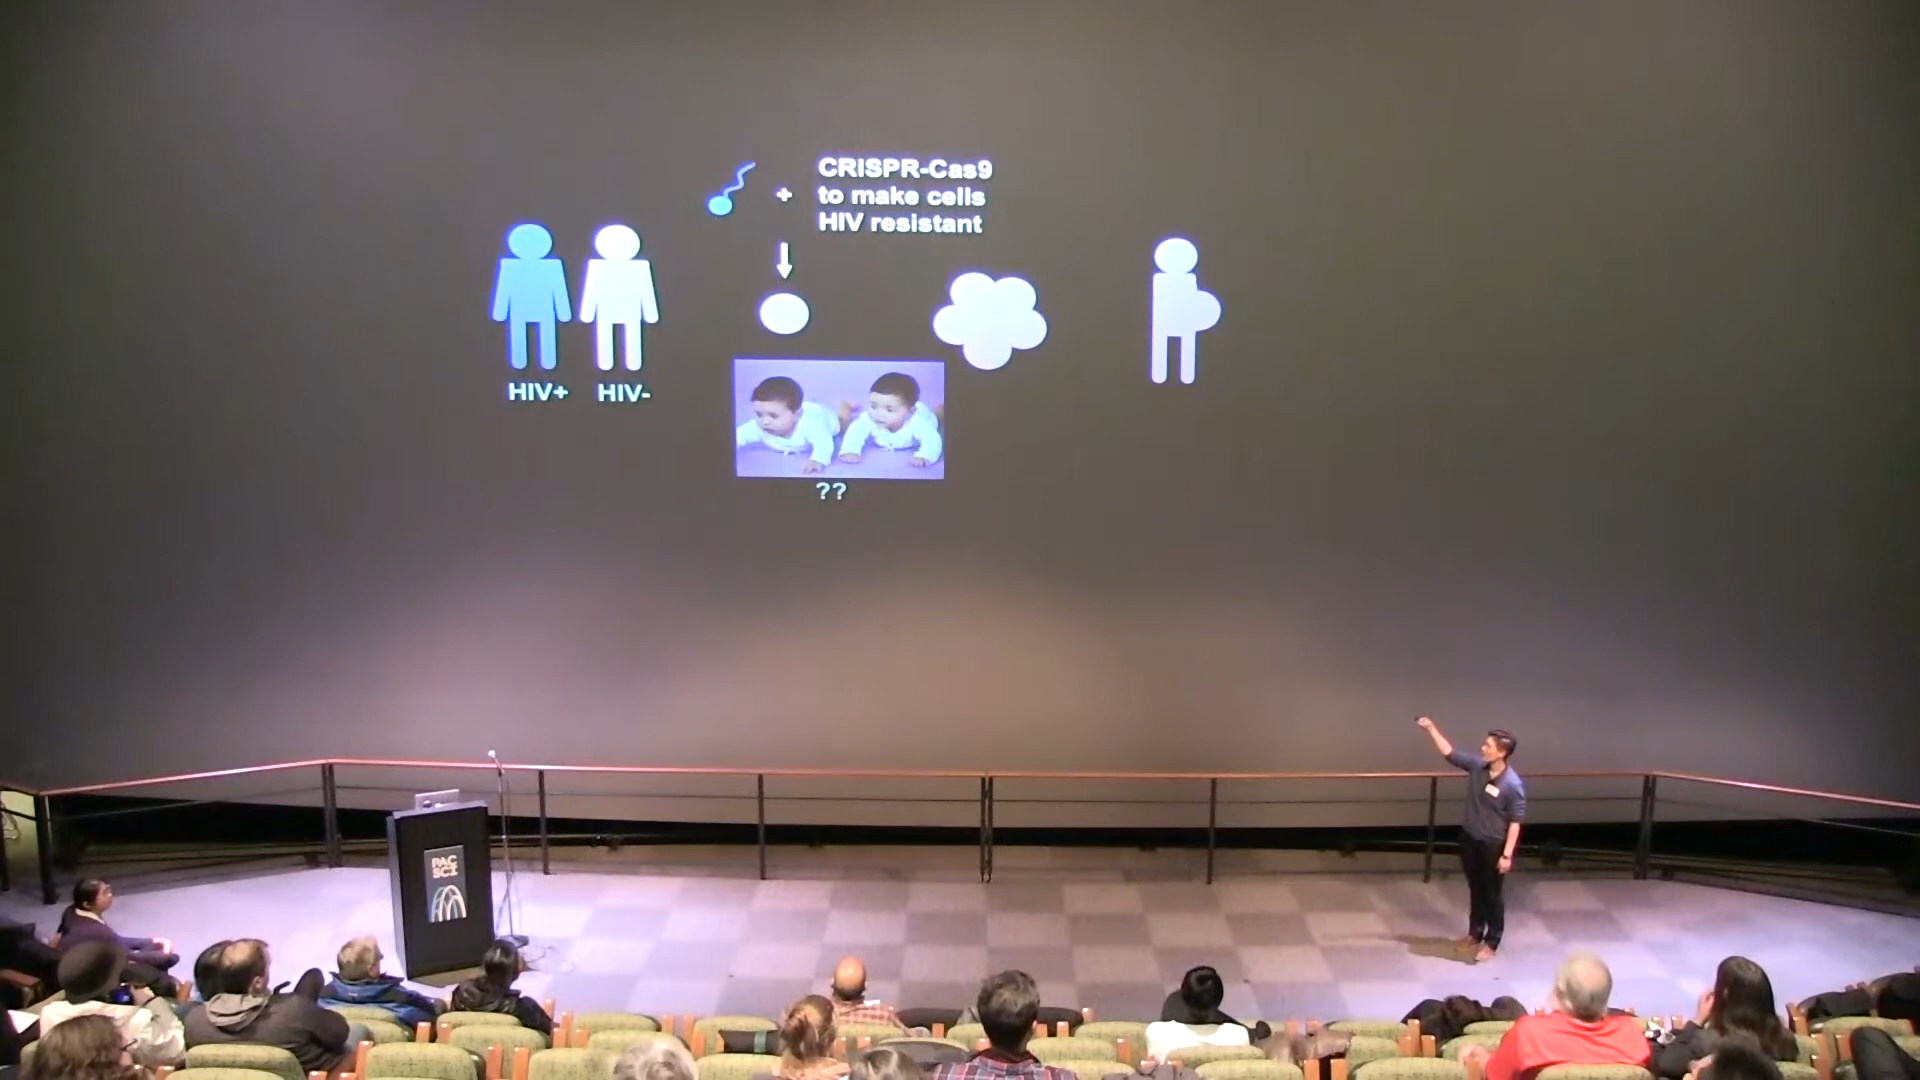 CRISPR-Cas9
to make cells
HIV resistant
+
HIV+ HIV-
??
PAC
SCI